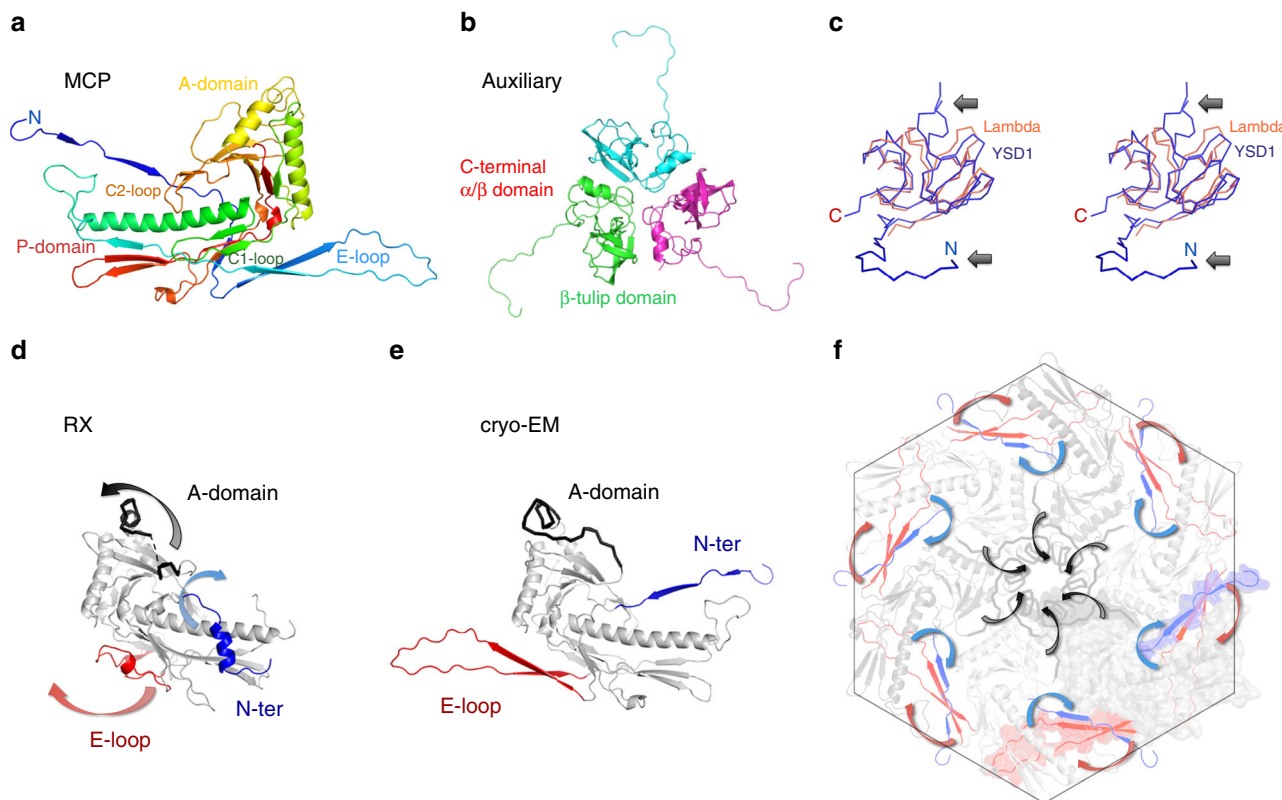 a
MCP
A-domain
N
C2-loop
P-domain
C1-loop
E-loop
b
Auxiliary
C-terminal
α/β domain
β-tulip domain
c
Lambda
YSD1
C
N
Lambda
YSD1
C
N
d
RX
A-domain
N-ter
E-loop
e
cryo-EM
A-domain
N-ter
E-loop
f